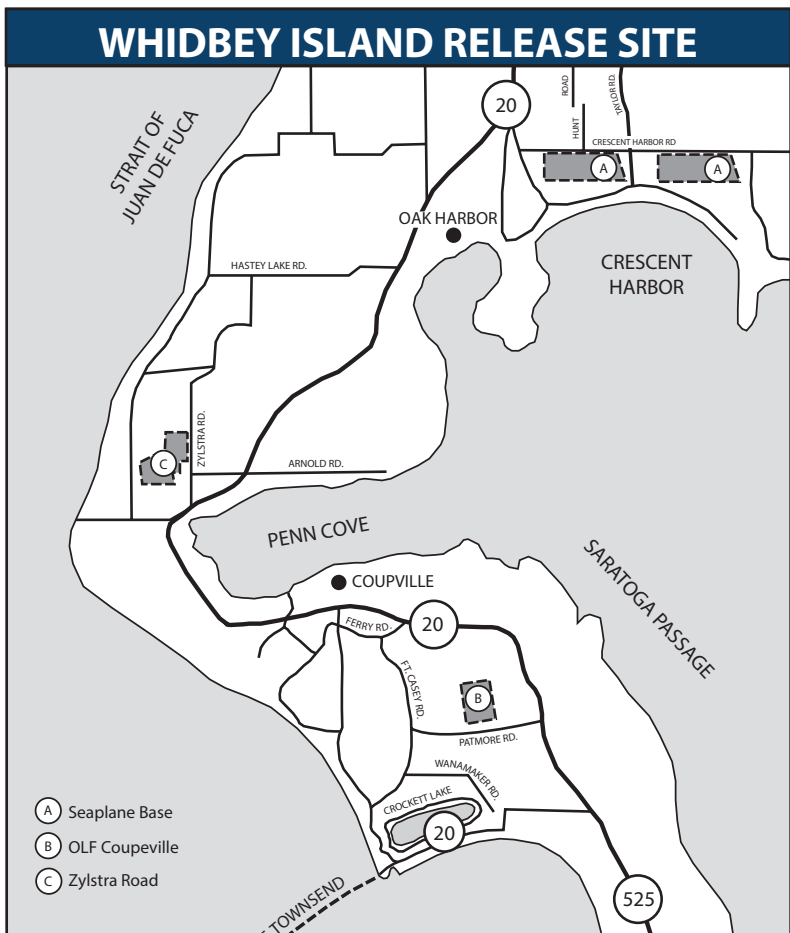 WHIDBEY ISLAND RELEASE SITE
STRAIT OF
JUAN DE FUCA
20
ROAD
HUNT
TAYLOR RD.
CRESCENT HARBOR RD
A
A
OAK HARBOR
CRESCENT
HARBOR
HASTEY LAKE RD.
ZYLSTRA RD.
C
ARNOLD RD.
PENN COVE
COUPVILLE
SARATOGA PASSAGE
FERRY RD.
20
FT. CASEY RD.
B
PATMORE RD.
WANAMAKER RD.
CROCKETT LAKE
20
A Seaplane Base
B OLF Coupeville
C Zylstra Road
TOWNSEND
525